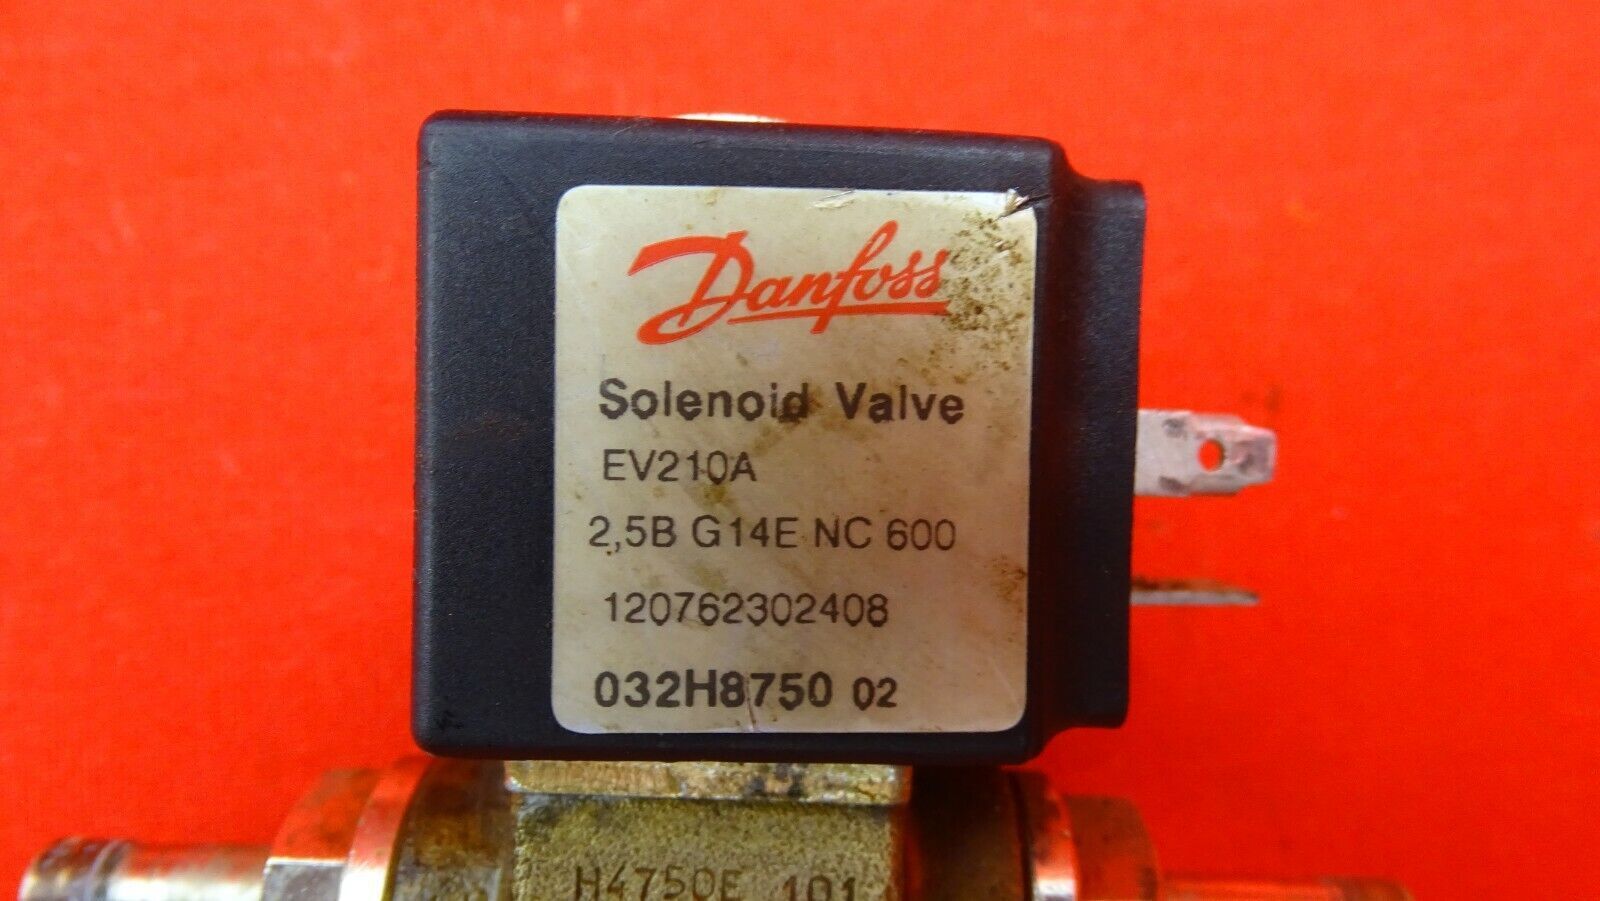 Danfoss
Solenoid Valve
EV210A
2,5B G14E NC 600
120762302408
032H8750 02
H4750E 101